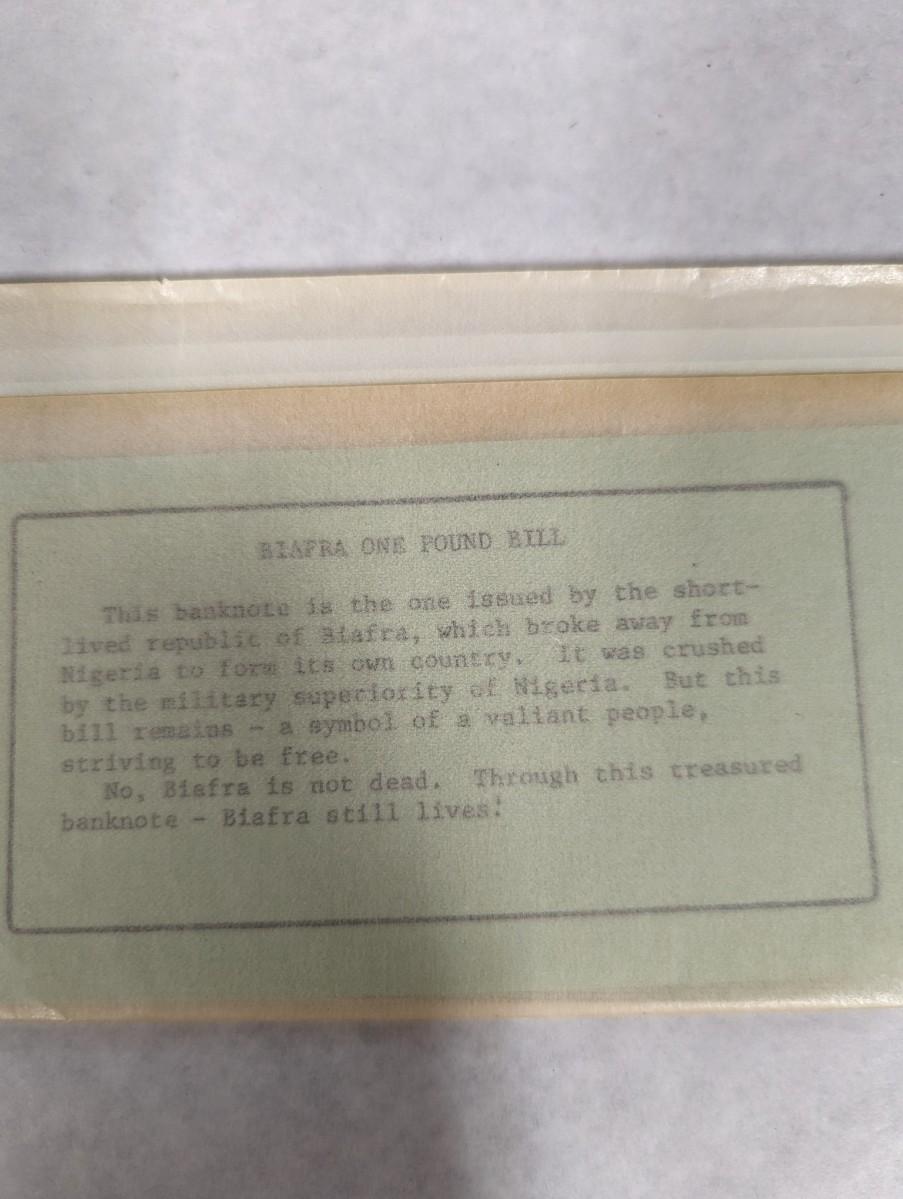 BIAFRA ONE POUND BILL
This banknote is the one issued by the short-
lived republic of Biafra, which broke away from
Nigeria to form its own country. It was crushed
by the military superiority of Nigeria. But this
bill remains - a symbol of a valiant people,
striving to be free.
No, Biafra is not dead. Through this treasured
banknote - Biafra still lives!